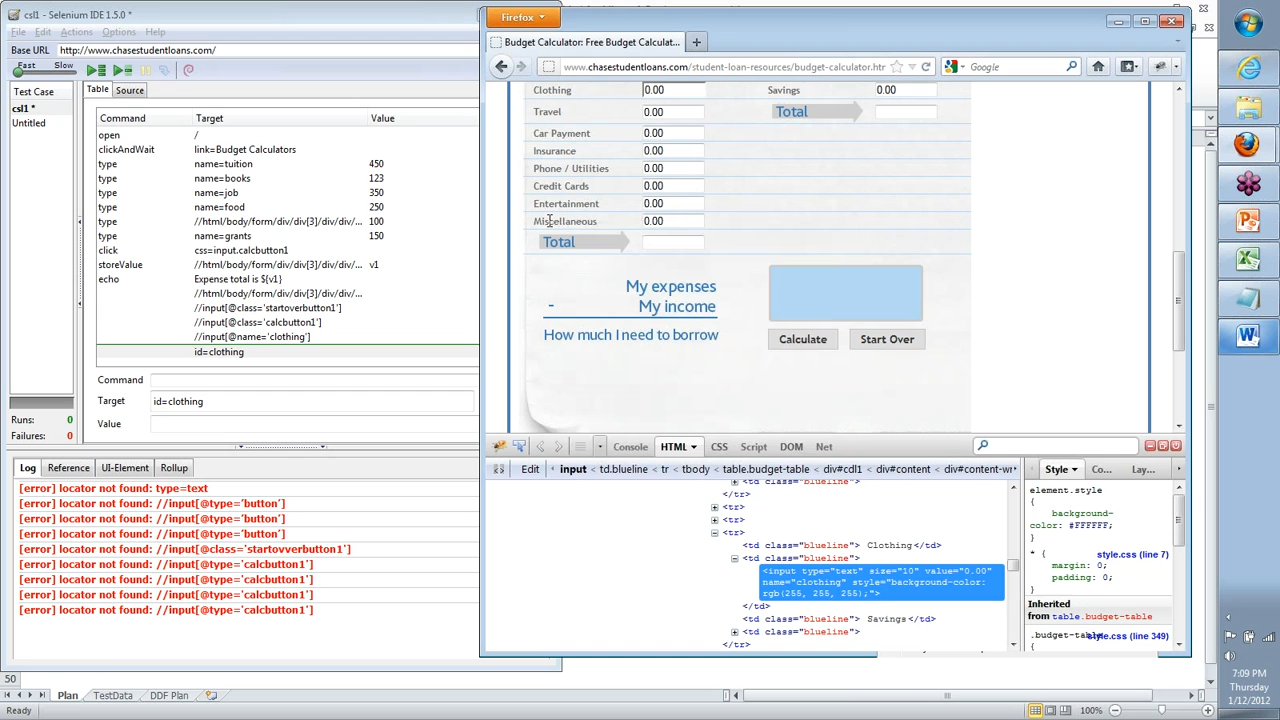 csl1 - Selenium IDE 1.5.0 *
File Edit Actions Options Help
Base URL http://www.chasestudentloans.com/
Fast Slow
Test Case
csl1 *
Untitled
Runs: 0
Failures: 0
Table Source
Command Target Value
open /
clickAndWait link=Budget Calculators
type name=tuition 450
type name=books 123
type name=job 350
type name=food 250
type //html/body/form/div/div[3]/div/div/... 100
type name=grants 150
click css=input.calcbutton1
storeValue //html/body/form/div/div[3]/div/div/... v1
echo Expense total is ${v1}
//html/body/form/div/div[3]/div/div/...
//input[@class='startoverbutton1']
//input[@class='calcbutton1']
//input[@name='clothing']
id=clothing
Command
Target id=clothing
Value
Log Reference UI-Element Rollup
[error] locator not found: type=text
[error] locator not found: //input[@type='button']
[error] locator not found: //input[@type='button']
[error] locator not found: //input[@type='button']
[error] locator not found: //input[@class='startovverbutton1']
[error] locator not found: //input[@type='calcbutton1']
[error] locator not found: //input[@type='calcbutton1']
[error] locator not found: //input[@type='calcbutton1']
[error] locator not found: //input[@type='calcbutton1']
50
Plan TestData DDF Plan
Ready
Firefox
Budget Calculator: Free Budget Calculat...
www.chasestudentloans.com/student-loan-resources/budget-calculator.htr
Google
Clothing 0.00 Savings 0.00
Travel 0.00 Total
Car Payment 0.00
Insurance 0.00
Phone / Utilities 0.00
Credit Cards 0.00
Entertainment 0.00
Miscellaneous 0.00
Total
My expenses
- My income
How much I need to borrow
Calculate Start Over
Console HTML CSS Script DOM Net
Edit input < td.blueline < tr < tbody < table.budget-table < div#cdl1 < div#content < div#content-wr
</tr>
<tr>
<tr>
<tr>
<td class="blueline"> Clothing</td>
<td class="blueline">
<input type="text" size="10" value="0.00"
name="clothing" style="background-color:
rgb(255, 255, 255);">
</td>
<td class="blueline"> Savings</td>
<td class="blueline">
</tr>
Style Co... Lay...
element.style
{
background-
color: #FFFFFF;
}
* { style.css (line 7)
margin: 0;
padding: 0;
}
Inherited
from table.budget-table
.budget-table style.css (line 349)
{
100%
7:09 PM
Thursday
1/12/2012